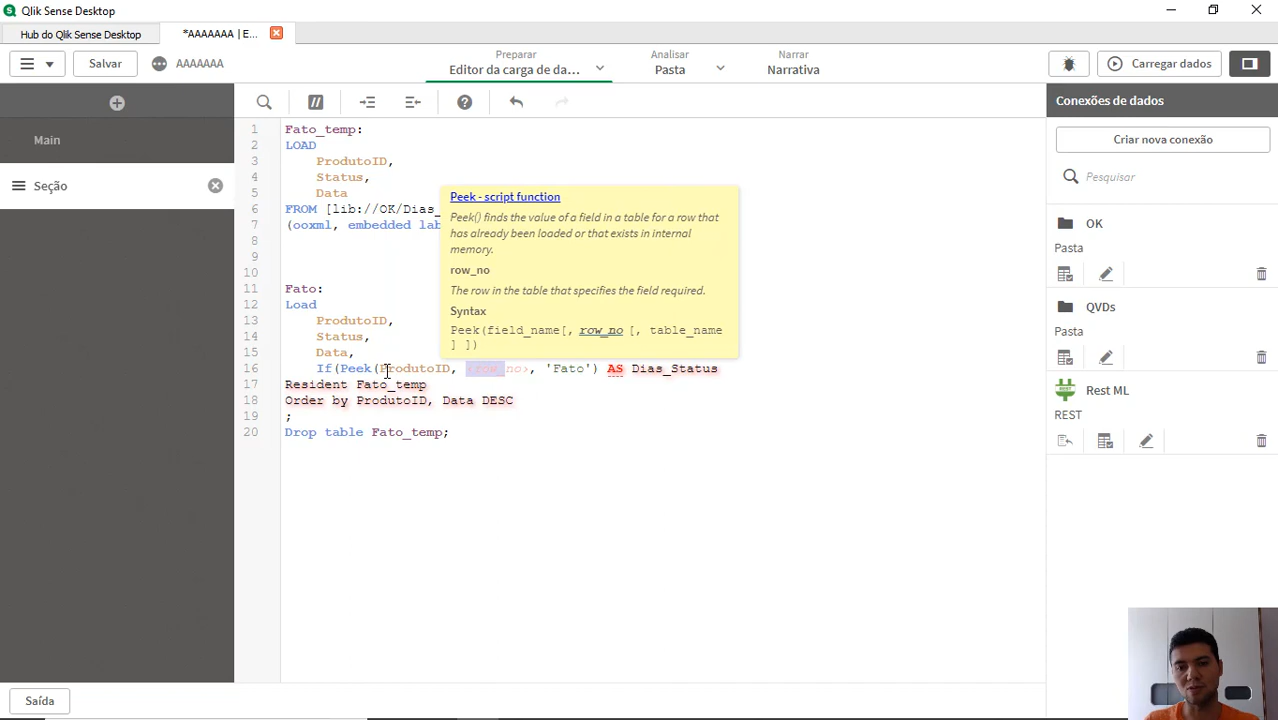 Qlik Sense Desktop
Hub do Qlik Sense Desktop
*AAAAAAA | E...
Salvar
AAAAAAA
Preparar
Editor da carga de da...
Analisar
Pasta
Narrar
Narrativa
Carregar dados
Main
Seção
Saída
1 Fato_temp:
2 LOAD
3 ProdutoID,
4 Status,
5 Data
6 FROM [lib://OK/Dias_
7 (ooxml, embedded lab
8
9
10
11 Fato:
12 Load
13 ProdutoID,
14 Status,
15 Data,
16 If(Peek(ProdutoID, <row_no>, 'Fato') AS Dias_Status
17 Resident Fato_temp
18 Order by ProdutoID, Data DESC
19 ;
20 Drop table Fato_temp;
Peek - script function
Peek() finds the value of a field in a table for a row that
has already been loaded or that exists in internal
memory.
row_no
The row in the table that specifies the field required.
Syntax
Peek(field_name[, row_no [, table_name
] ])
Conexões de dados
Criar nova conexão
Pesquisar
OK
Pasta
QVDs
Pasta
Rest ML
REST